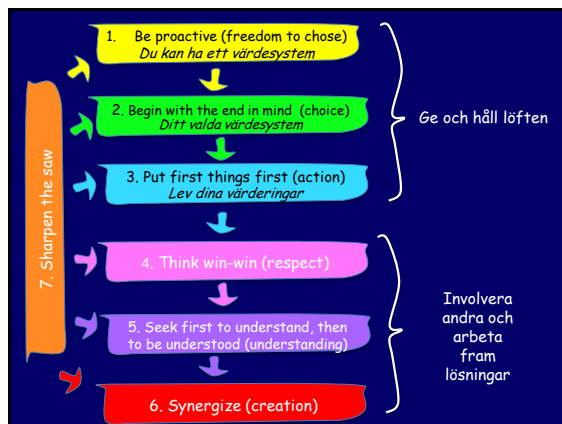 1. Be proactive (freedom to chose)
Du kan ha ett värdesystem
2. Begin with the end in mind (choice)
Ditt valda värdesystem
3. Put first things first (action)
Lev dina värderingar
Ge och håll löften
4. Think win-win (respect)
5. Seek first to understand, then
to be understood (understanding)
6. Synergize (creation)
Involvera
andra och
arbeta
fram
lösningar
7. Sharpen the saw